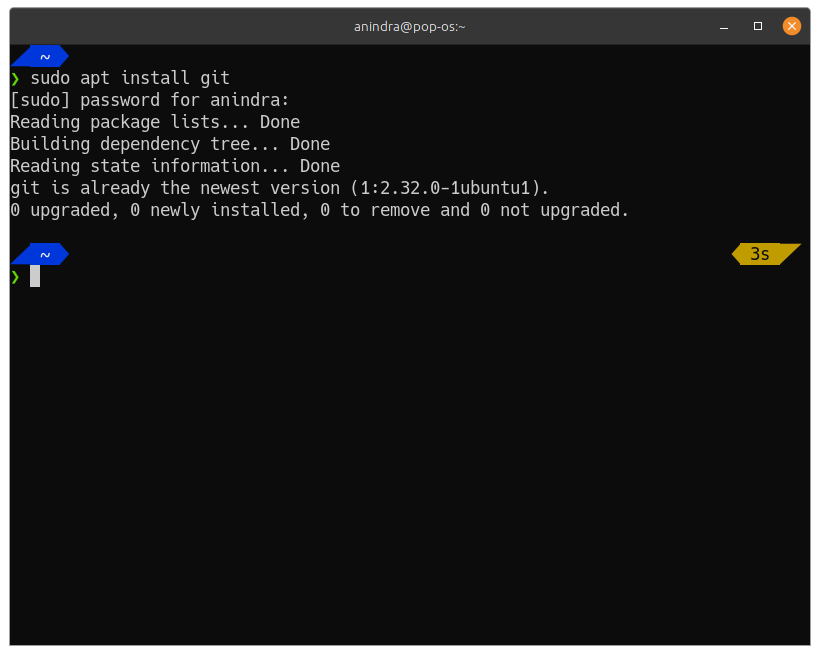 anindra@pop-os:~
~
❯ sudo apt install git
[sudo] password for anindra:
Reading package lists... Done
Building dependency tree... Done
Reading state information... Done
git is already the newest version (1:2.32.0-1ubuntu1).
0 upgraded, 0 newly installed, 0 to remove and 0 not upgraded.
~ 3s
❯